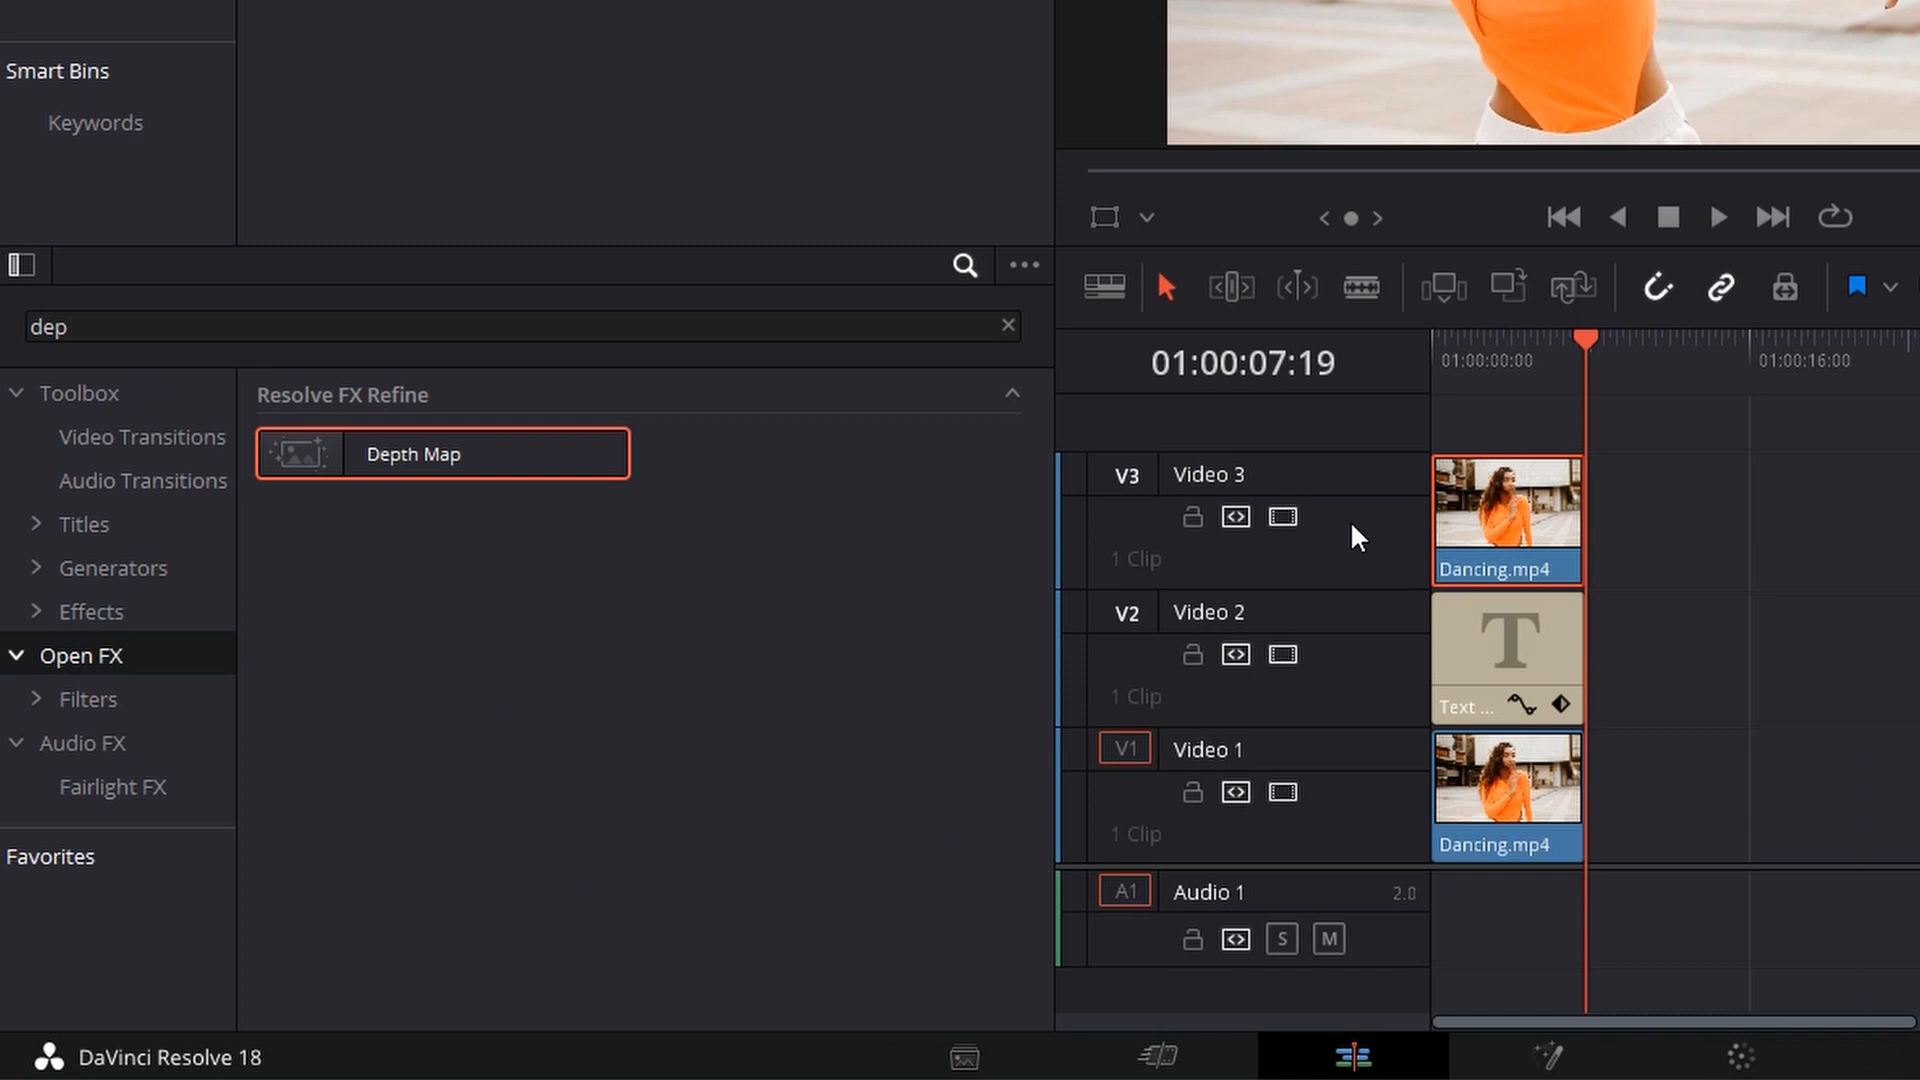 Smart Bins
Keywords
dep
Toolbox
Video Transitions
Audio Transitions
Titles
Generators
Effects
Open FX
Filters
Audio FX
Fairlight FX
Favorites
Resolve FX Refine
Depth Map
01:00:07:19
01:00:00:00
01:00:16:00
V3 Video 3
1 Clip
Dancing.mp4
V2 Video 2
1 Clip
T
Text ...
V1 Video 1
1 Clip
Dancing.mp4
A1 Audio 1 2.0
S M
DaVinci Resolve 18